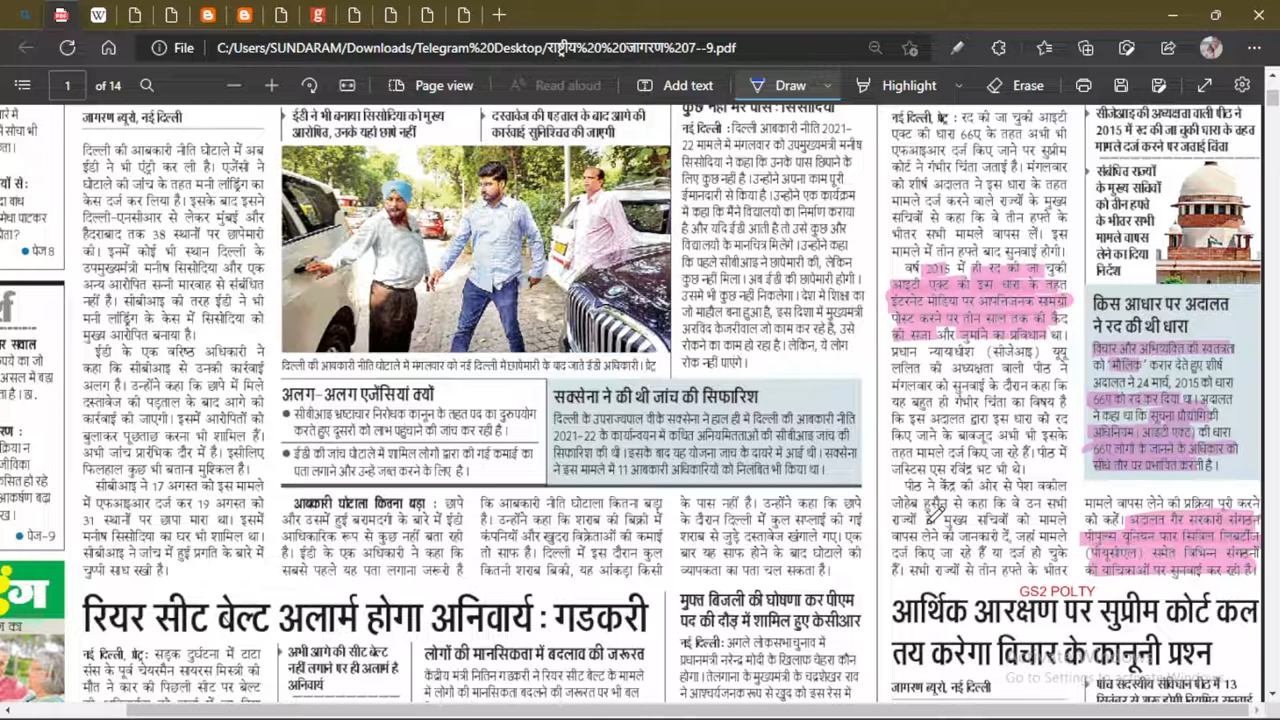 File
C:/Users/SUNDARAM/Downloads/Telegram%20Desktop/राष्ट्रीय%20%20जागरण%207--9.pdf
1 of 14
Page view
Read aloud
Add text
Draw
Highlight
Erase
जागरण ब्यूरो, नई दिल्ली
दिल्ली की आबकारी नीति घोटाले में अब
ईडी ने भी एंट्री कर ली है। एजेंसी ने
घोटाले की जांच के तहत मनी लांड्रिंग का
केस दर्ज कर लिया है। इसके बाद इसने
दिल्ली-एनसीआर से लेकर मुंबई और
हैदराबाद तक 38 स्थानों पर छापेमारी
की। इनमें कोई भी स्थान दिल्ली के
उपमुख्यमंत्री मनीष सिसोदिया और एक
अन्य आरोपित सन्नी मारवाह से संबंधित
नहीं है। सीबीआइ की तरह ईडी ने भी
मनी लांड्रिंग के केस में सिसोदिया को
मुख्य आरोपित बनाया है।
ईडी के एक वरिष्ठ अधिकारी ने
कहा कि सीबीआइ से उनकी कार्रवाई
अलग है। उन्होंने कहा कि छापे में मिले
दस्तावेज की पड़ताल के बाद आगे की
कार्रवाई की जाएगी। इसमें आरोपितों को
बुलाकर पूछताछ करना भी शामिल हैं।
अभी जांच प्रारंभिक दौर में है। इसीलिए
फिलहाल कुछ भी बताना मुश्किल है।
सीबीआइ ने 17 अगस्त को इस मामले
में एफआइआर दर्ज कर 19 अगस्त को
31 स्थानों पर छापा मारा था। इसमें
मनीष सिसोदिया का घर भी शामिल था।
सीबीआइ ने जांच में हुई प्रगति के बारे में
चुप्पी साध रखी है।
ईडी ने भी बनाया सिसोदिया को मुख्य
आरोपित, उनके यहां छापे नहीं
दस्तावेज की पड़ताल के बाद आगे की
कार्रवाई सुनिश्चित की जाएगी
दिल्ली की आबकारी नीति घोटाले में मंगलवार को नई दिल्ली में छापेमारी के बाद जाते ईडी अधिकारी। प्रेट्र
अलग-अलग एजेंसियां क्यों
सीबीआइ भ्रष्टाचार निरोधक कानून के तहत पद का दुरुपयोग
करते हुए दूसरों को लाभ पहुंचाने की जांच कर रही है।
ईडी की जांच घोटाले में शामिल लोगों द्वारा की गई कमाई का
पता लगाने और उन्हे जब्त करने के लिए है।
सक्सेना ने की थी जांच की सिफारिश
दिल्ली के उपराज्यपाल वीके सक्सेना ने हाल ही में दिल्ली की आबकारी नीति
2021-22 के कार्यान्वयन में कथित अनियमितताओं की सीबीआइ जांच की
सिफारिश की थी। इसके बाद यह योजना जांच के दायरे में आई थी। सक्सेना
ने इस मामले में 11 आबकारी अधिकारियों को निलंबित भी किया था।
आबकारी घोटाला कितना बड़ा : छापे
और उसमें हुई बरामदगी के बारे में ईडी
आधिकारिक रूप से कुछ नहीं बता रही
है। ईडी के एक अधिकारी ने कहा कि
सबसे पहले यह पता लगाना जरूरी है
कि आबकारी नीति घोटाला कितना बड़ा
है। उन्होंने कहा कि शराब की बिक्री में
कंपनियों और खुदरा विक्रेताओं की कमाई
तो साफ है। दिल्ली में इस दौरान कुल
कितनी शराब बिकी, यह आंकड़ा किसी
के पास नहीं है। उन्होंने कहा कि छापे
के दौरान दिल्ली में कुल सप्लाई की गई
शराब से जुड़े दस्तावेज खंगाले गए। एक
बार यह साफ होने के बाद घोटाले की
व्यापकता का पता चल सकता है।
कुछ नहीं मेरे पास : सिसोदिया
नई दिल्ली : दिल्ली आबकारी नीति 2021-
22 मामले में मंगलवार को उपमुख्यमंत्री मनीष
सिसोदिया ने कहा कि उनके पास छिपाने के
लिए कुछ नहीं है। उन्होंने अपना काम पूरी
ईमानदारी से किया है। उन्होंने एक कार्यक्रम
में कहा कि मैंने विद्यालयों का निर्माण कराया
है और यदि ईडी आती है तो उसे कुछ और
विद्यालयों के मानचित्र मिलेंगे। उन्होंने कहा
कि पहले सीबीआइ ने छापेमारी की, लेकिन
कुछ नहीं मिला। अब ईडी की छापेमारी होगी।
उसमें भी कुछ नहीं निकलेगा। देश में शिक्षा का
जो माहौल बना हुआ है, इस दिशा में मुख्यमंत्री
अरविंद केजरीवाल जो काम कर रहे है, उसे
रोकने का काम हो रहा है। लेकिन, ये लोग
रोक नहीं पाएंगे।
नई दिल्ली, प्रेट्र : रद की जा चुकी आइटी
एक्ट की धारा 66ए के तहत अभी भी
एफआइआर दर्ज किए जाने पर सुप्रीम
कोर्ट ने गंभीर चिंता जताई है। मंगलवार
को शीर्ष अदालत ने इस धारा के तहत
मामले दर्ज करने वाले राज्यों के मुख्य
सचिवों से कहा कि वे तीन हफ्ते के
भीतर सभी मामले वापस लें। इस
मामले में तीन हफ्ते बाद सुनवाई होगी।
वर्ष 2015 में ही रद की जा चुकी
आइटी एक्ट की इस धारा के तहत
इंटरनेट मीडिया पर आपत्तिजनक सामग्री
पोस्ट करने पर तीन साल तक की कैद
की सजा और जुर्माने का प्रविधान था।
प्रधान न्यायाधीश (सीजेआइ) यूयू
ललित की अध्यक्षता वाली पीठ ने
मंगलवार को सुनवाई के दौरान कहा कि
यह बहुत ही गंभीर चिंता का विषय है
कि इस अदालत द्वारा इस धारा को रद
किए जाने के बावजूद अभी भी इसके
तहत मामले दर्ज किए जा रहे हैं। पीठ में
जस्टिस एस रविंद्र भट भी थे।
पीठ ने केंद्र की ओर से पेश वकील
जोहेब हुसैन से कहा कि वे उन सभी
राज्यों के मुख्य सचिवों को मामले
वापस लेने की जानकारी दें, जहां मामले
दर्ज किए जा रहे हैं या दर्ज हो चुके
हैं। सभी राज्यों से तीन हफ्ते के भीतर
सीजेआइ की अध्यक्षता वाली पीठ ने
2015 में रद की जा चुकी धारा के तहत
मामले दर्ज करने पर जताई चिंता
संबंधित राज्यों
के मुख्य सचिवों
को तीन हफ्ते
के भीतर सभी
मामले वापस
लेने का दिया
निर्देश
किस आधार पर अदालत
ने रद की थी धारा
विचार और अभिव्यक्ति की स्वतंत्रता
को 'मौलिक' करार देते हुए शीर्ष
अदालत ने 24 मार्च, 2015 को धारा
66ए को रद कर दिया था। अदालत
ने कहा था कि सूचना प्रौद्योगिकी
अधिनियम (आइटी एक्ट) की धारा
66ए लोगों के जानने के अधिकार को
सीधे तौर पर प्रभावित करती है।
मामले वापस लेने की प्रक्रिया पूरी करने
को कहें। अदालत गैर सरकारी संगठन
पीपुल्स यूनियन फार सिविल लिबर्टीज
(पीयूसीएल) समेत विभिन्न संगठनों
की याचिकाओं पर सुनवाई कर रही है।
पेज 8
पेज-9
रियर सीट बेल्ट अलार्म होगा अनिवार्य : गडकरी
नई दिल्ली, प्रेट्र : सड़क दुर्घटना में टाटा
संस के पूर्व चेयरमैन सायरस मिस्त्री की
मौत ने कार की पिछली सीट पर बेल्ट
अभी आगे की सीट बेल्ट
नहीं लगाने पर ही अलार्म है
अनिवार्य
लोगों की मानसिकता में बदलाव की जरूरत
केंद्रीय मंत्री नितिन गडकरी ने रियर सीट बेल्ट के मामले
में लोगों की मानसिकता बदलने की जरूरत पर भी बल
मुफ्त बिजली की घोषणा कर पीएम
पद की दौड़ में शामिल हुए केसीआर
नई दिल्ली : अगले लोकसभा चुनाव में
प्रधानमंत्री नरेन्द्र मोदी के खिलाफ चेहरा कौन
होगा। तेलंगाना के मुख्यमंत्री के चंद्रशेखर राव
ने आश्चर्यजनक रूप से खुद को इस रेस में
GS2 POLTY
आर्थिक आरक्षण पर सुप्रीम कोर्ट कल
तय करेगा विचार के कानूनी प्रश्न
जागरण ब्यूरो, नई दिल्ली
पांच सदस्यीय संविधान पीठ में 13
सितंबर से शुरू होगी नियमित सुनवाई
Activate Windows
Go to Settings to activate Windows.